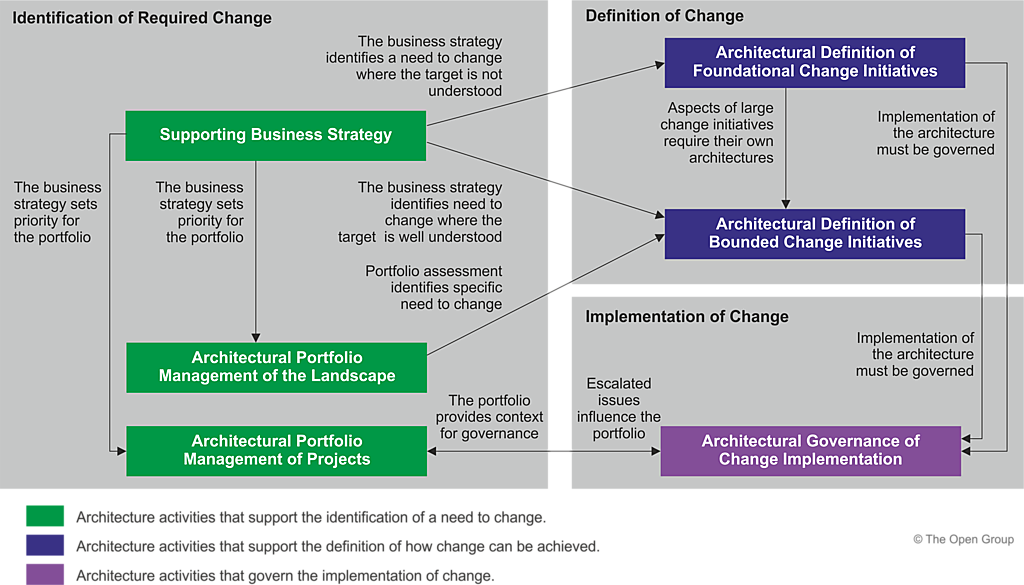 Identification of Required Change
The business strategy
identifies a need to change
where the target is not
understood
Supporting Business Strategy
The business
strategy sets
priority for
the portfolio
The business
strategy sets
priority for
the portfolio
The business strategy
identifies need to
change where the
target is well understood
Portfolio assessment
identifies specific
need to change
Architectural Portfolio
Management of the Landscape
Architectural Portfolio
Management of Projects
The portfolio
provides context
for governance
Definition of Change
Architectural Definition of
Foundational Change Initiatives
Aspects of large
change initiatives
require their own
architectures
Implementation of
the architecture
must be governed
Architectural Definition of
Bounded Change Initiatives
Implementation of Change
Implementation of
the architecture
must be governed
Escalated
issues
influence the
portfolio
Architectural Governance of
Change Implementation
Architecture activities that support the identification of a need to change.
Architecture activities that support the definition of how change can be achieved.
Architecture activities that govern the implementation of change.
© The Open Group